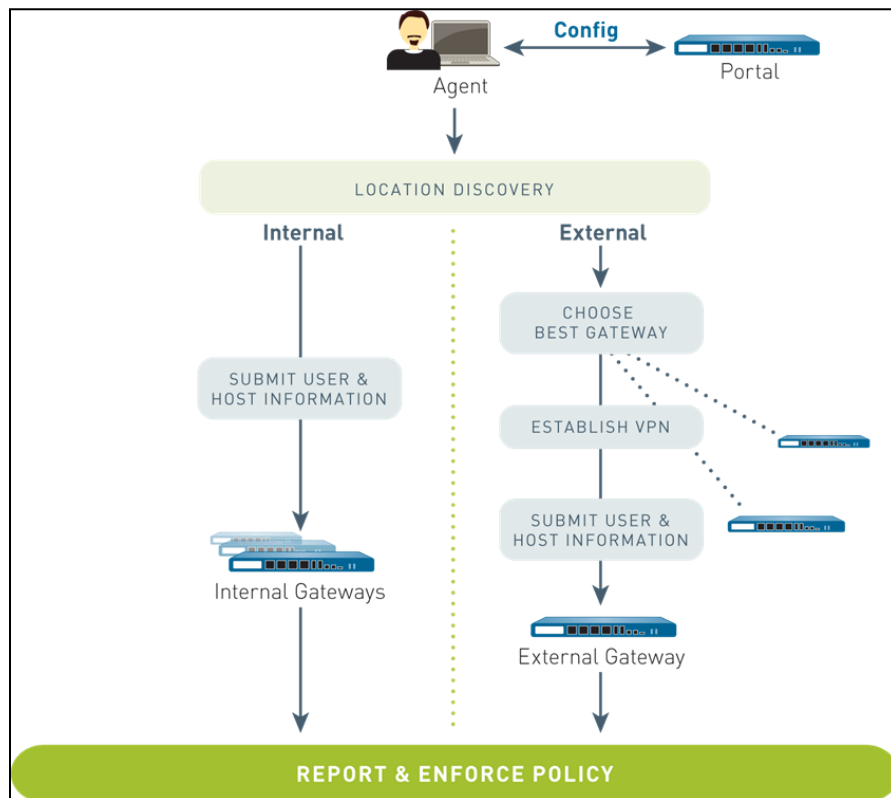 Config
Agent
Portal
LOCATION DISCOVERY
Internal
External
CHOOSE
BEST GATEWAY
SUBMIT USER &
HOST INFORMATION
ESTABLISH VPN
SUBMIT USER &
HOST INFORMATION
Internal Gateways
External Gateway
REPORT & ENFORCE POLICY